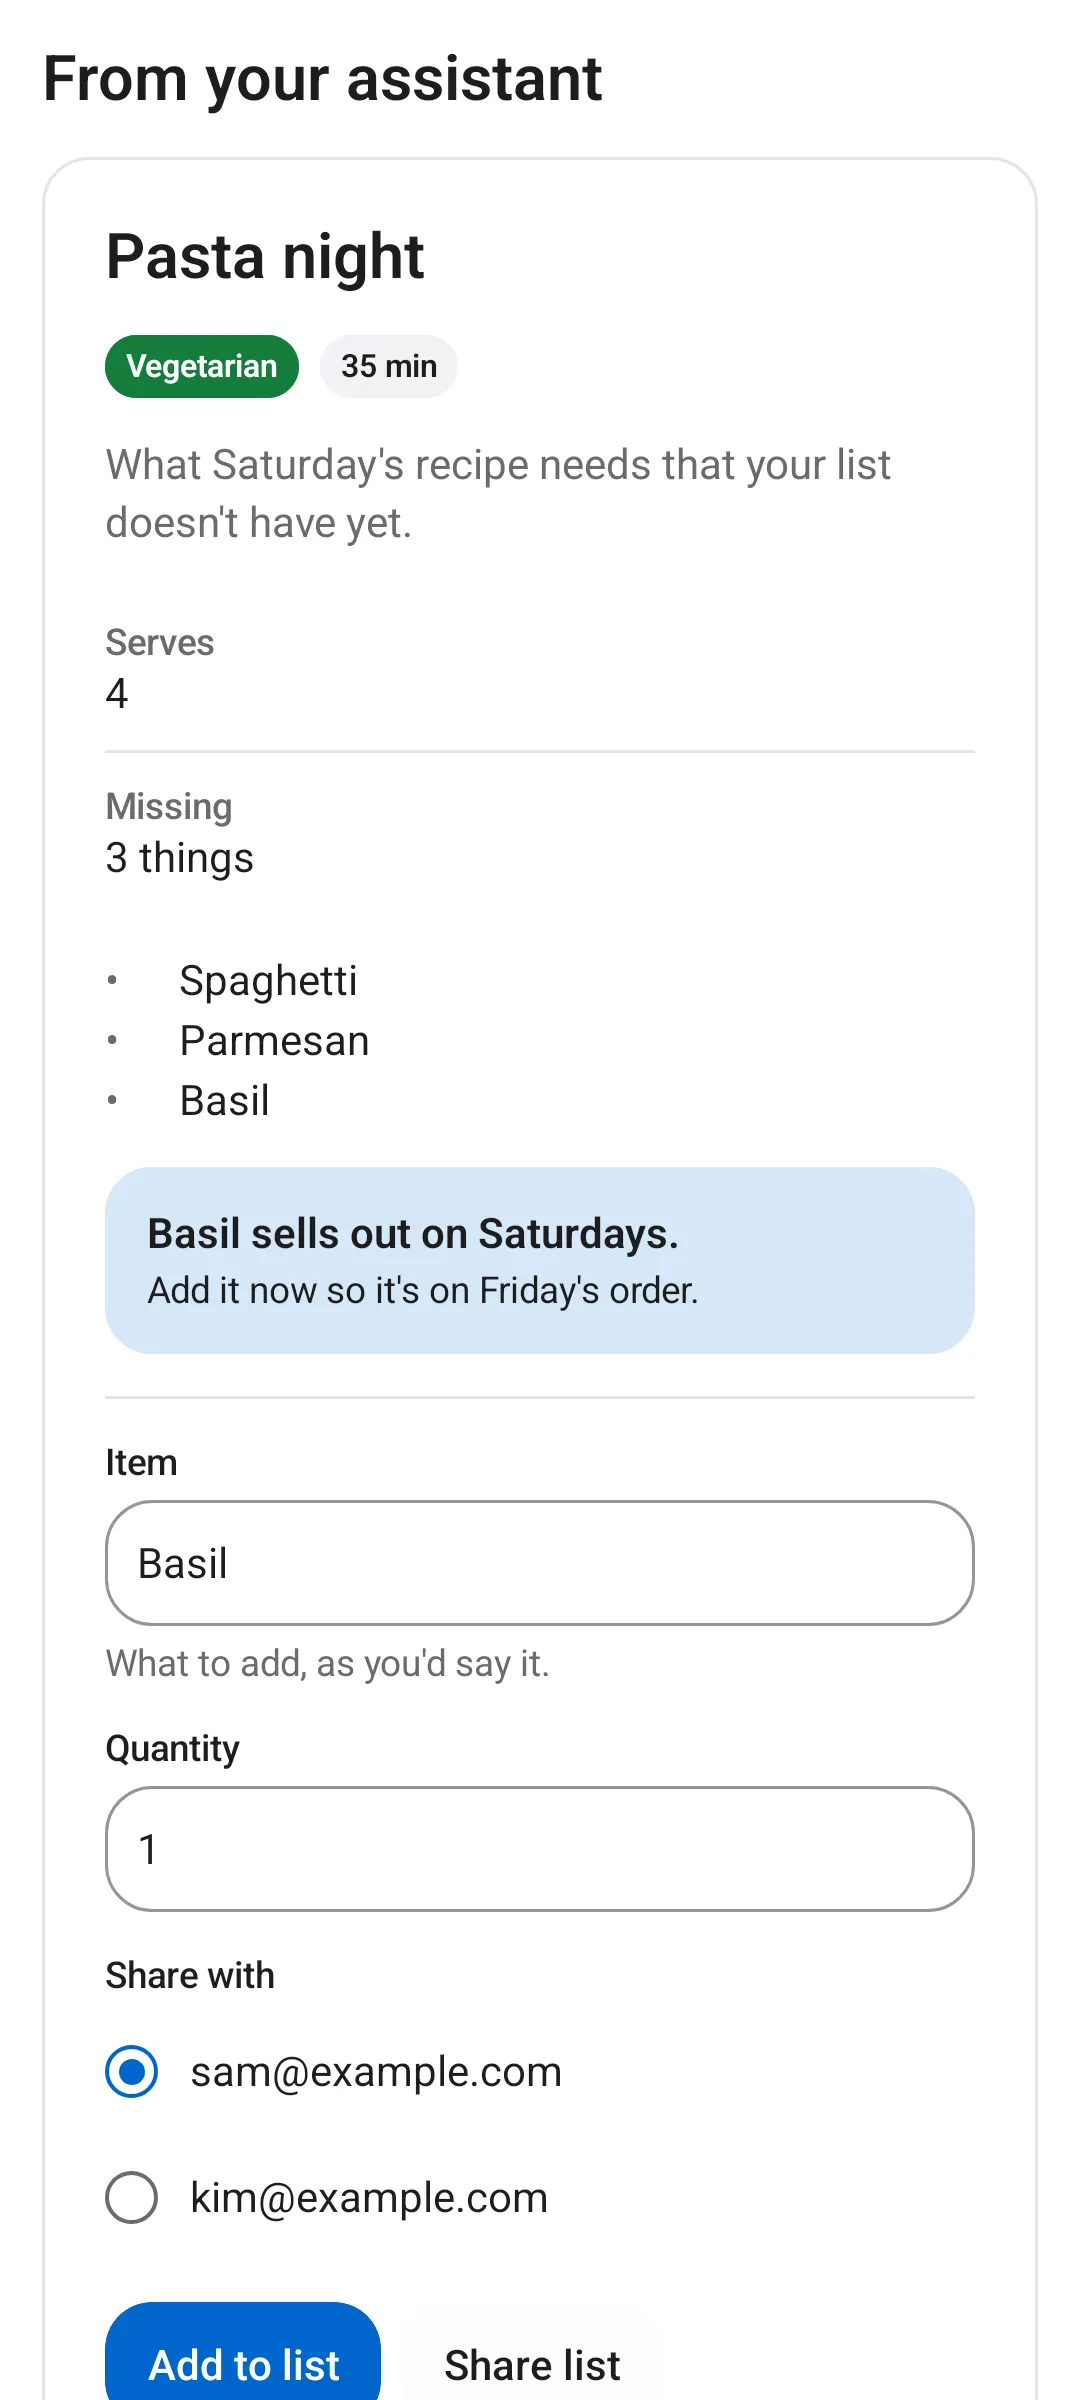 From your assistant
Pasta night
Vegetarian
35 min
What Saturday's recipe needs that your list
doesn't have yet.
Serves
4
Missing
3 things
• Spaghetti
• Parmesan
• Basil
Basil sells out on Saturdays.
Add it now so it's on Friday's order.
Item
Basil
What to add, as you'd say it.
Quantity
1
Share with
sam@example.com
kim@example.com
Add to list
Share list